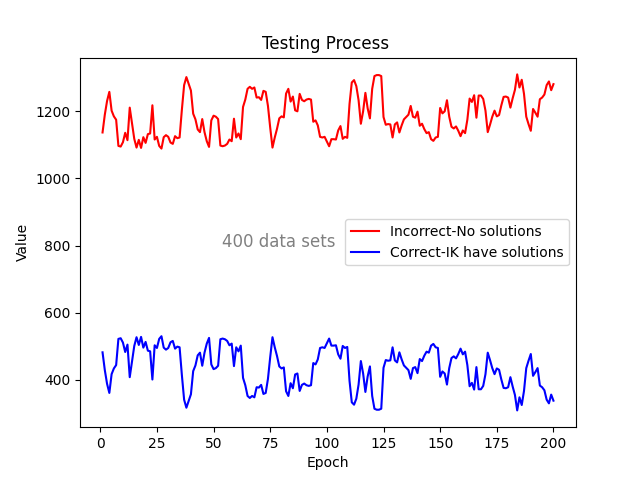 Testing Process
Value
1200
1000
800
600
400
400 data sets
Incorrect-No solutions
Correct-IK have solutions
0
25
50
75
100
125
150
175
200
Epoch